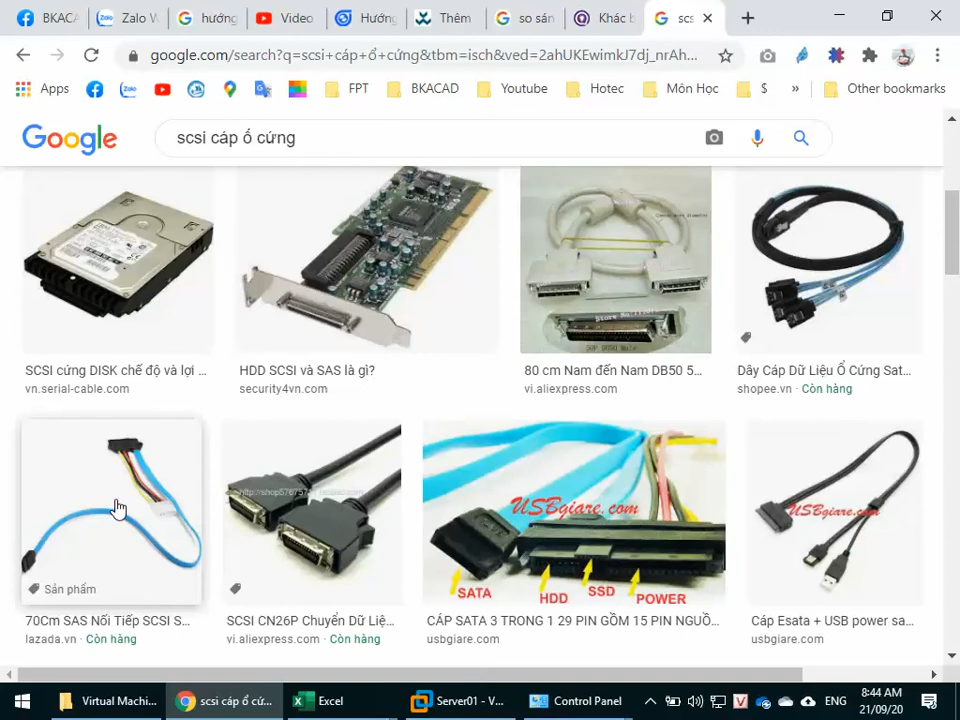 BKACA
Zalo W
hướng
Video
Hướng
Thêm
so sán
Khác b
scs
google.com/search?q=scsi+cáp+ổ+cứng&tbm=isch&ved=2ahUKEwimkJ7dj_nrAh...
Apps
FPT
BKACAD
Youtube
Hotec
Môn Học
$
»
Other bookmarks
Google
scsi cáp ổ cứng
SCSI cứng DISK chế độ và lợi ...
vn.serial-cable.com
HDD SCSI và SAS là gì?
security4vn.com
80 cm Nam đến Nam DB50 5...
vi.aliexpress.com
Dây Cáp Dữ Liệu Ổ Cứng Sat...
shopee.vn · Còn hàng
Sản phẩm
USBgiare.com
SATA
HDD
SSD
POWER
USBgiare.com
70Cm SAS Nối Tiếp SCSI S...
lazada.vn · Còn hàng
SCSI CN26P Chuyển Dữ Liệ...
vi.aliexpress.com · Còn hàng
CÁP SATA 3 TRONG 1 29 PIN GỒM 15 PIN NGUỒ...
usbgiare.com
Cáp Esata + USB power sa...
usbgiare.com
Virtual Machi...
scsi cáp ổ cứ...
Excel
Server01 - V...
Control Panel
ENG
8:44 AM
21/09/20